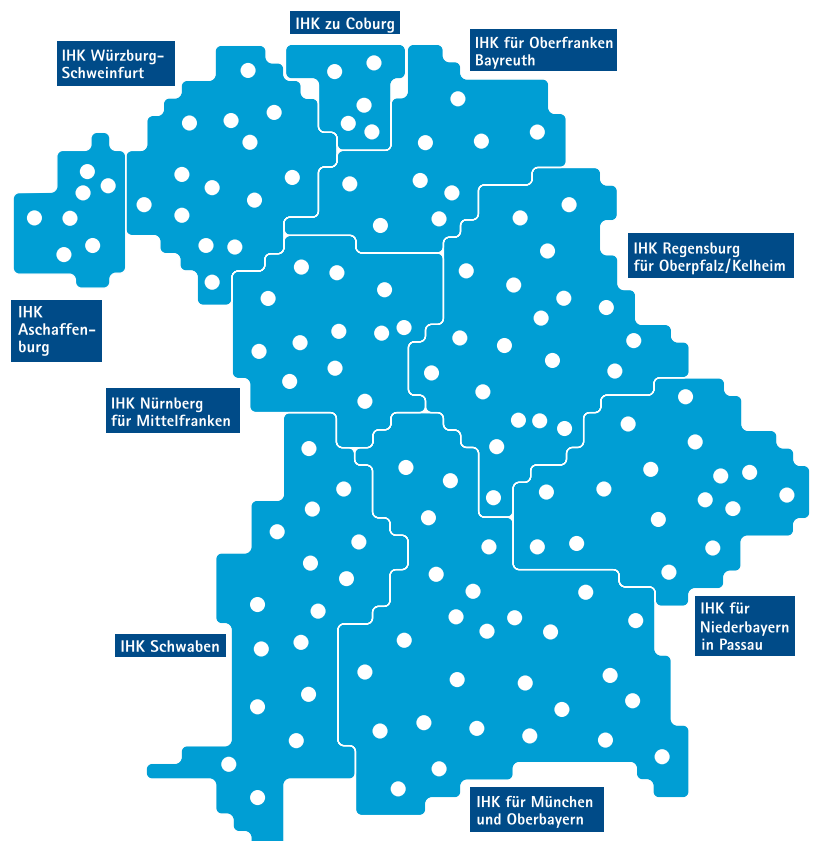 IHK zu Coburg
IHK für Oberfranken
Bayreuth
IHK Würzburg-
Schweinfurt
IHK Regensburg
für Oberpfalz/Kelheim
IHK
Aschaffen-
burg
IHK Nürnberg
für Mittelfranken
IHK für
Niederbayern
in Passau
IHK Schwaben
IHK für München
und Oberbayern